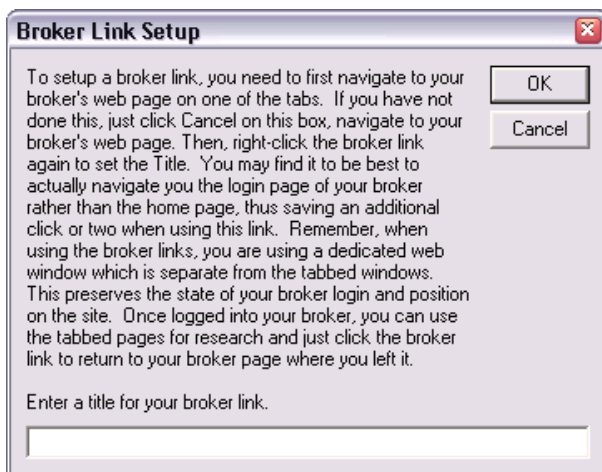 Broker Link Setup
To setup a broker link, you need to first navigate to your
broker's web page on one of the tabs.  If you have not
done this, just click Cancel on this box, navigate to your
broker's web page. Then, right-click the broker link
again to set the Title.  You may find it to be best to
actually navigate you the login page of your broker
rather than the home page, thus saving an additional
click or two when using this link.  Remember, when
using the broker links, you are using a dedicated web
window which is separate from the tabbed windows.
This preserves the state of your broker login and position
on the site.  Once logged into your broker, you can use
the tabbed pages for research and just click the broker
link to return to your broker page where you left it.
OK
Cancel
Enter a title for your broker link.